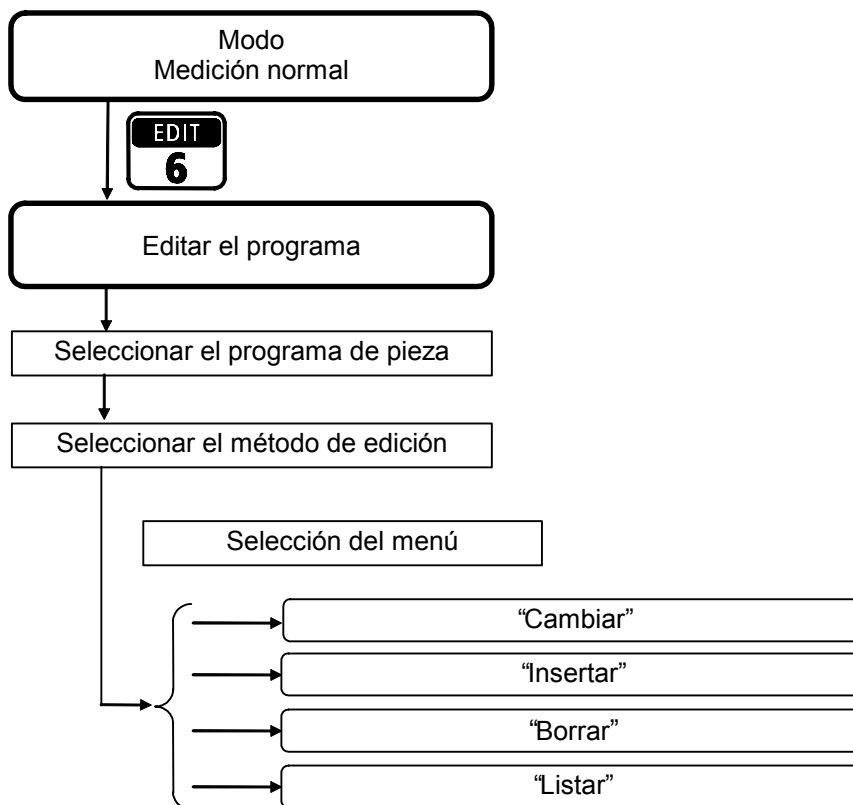 Modo
Medición normal
EDIT
6
Editar el programa
Seleccionar el programa de pieza
Seleccionar el método de edición
Selección del menú
“Cambiar”
“Insertar”
“Borrar”
“Listar”